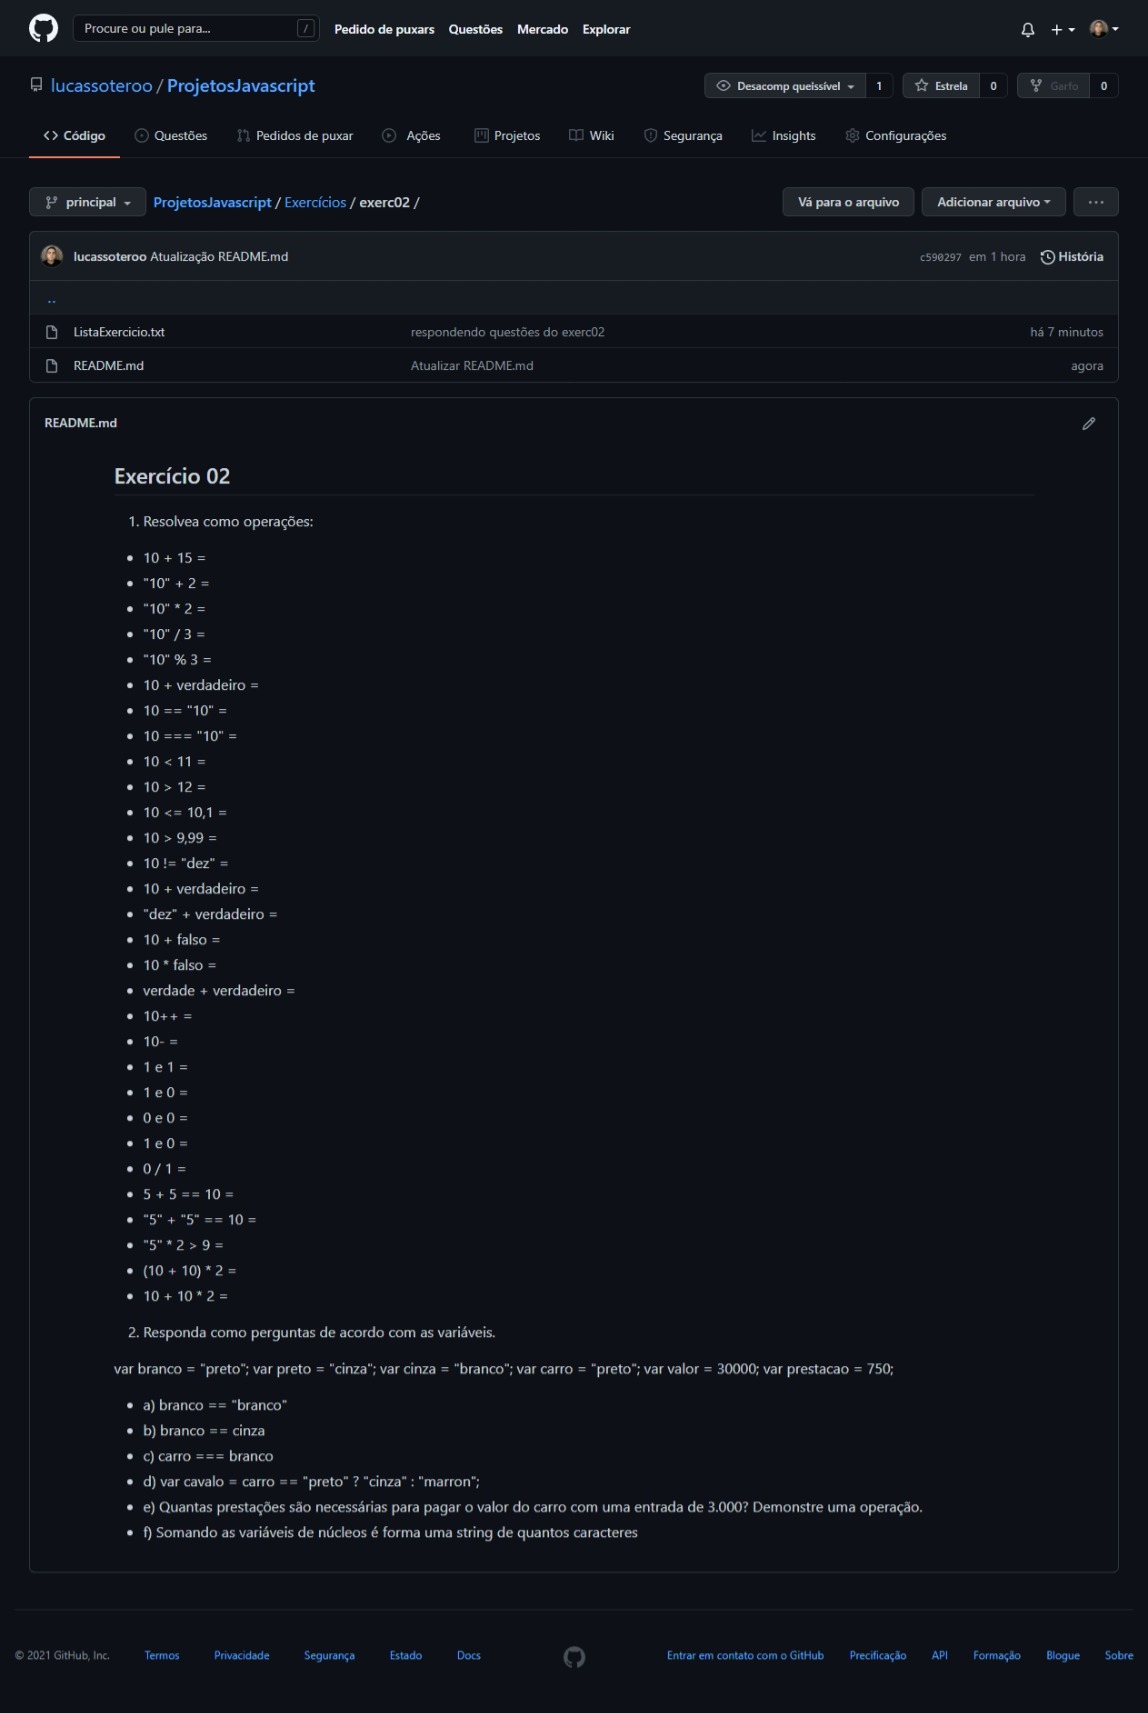 Procure ou pule para... / Pedido de puxars Questões Mercado Explorar
lucassoteroo / ProjetosJavascript Desacomp queissível 1 Estrela 0 Garfo 0
Código Questões Pedidos de puxar Ações Projetos Wiki Segurança Insights Configurações
principal ProjetosJavascript / Exercícios / exerc02 / Vá para o arquivo Adicionar arquivo ...
lucassoteroo Atualização README.md c590297 em 1 hora História
..
ListaExercicio.txt respondendo questões do exerc02 há 7 minutos
README.md Atualizar README.md agora
README.md
Exercício 02
1. Resolvea como operações:
• 10 + 15 =
• "10" + 2 =
• "10" * 2 =
• "10" / 3 =
• "10" % 3 =
• 10 + verdadeiro =
• 10 == "10" =
• 10 === "10" =
• 10 < 11 =
• 10 > 12 =
• 10 <= 10,1 =
• 10 > 9,99 =
• 10 != "dez" =
• 10 + verdadeiro =
• "dez" + verdadeiro =
• 10 + falso =
• 10 * falso =
• verdade + verdadeiro =
• 10++ =
• 10- =
• 1 e 1 =
• 1 e 0 =
• 0 e 0 =
• 1 e 0 =
• 0 / 1 =
• 5 + 5 == 10 =
• "5" + "5" == 10 =
• "5" * 2 > 9 =
• (10 + 10) * 2 =
• 10 + 10 * 2 =
2. Responda como perguntas de acordo com as variáveis.
var branco = "preto"; var preto = "cinza"; var cinza = "branco"; var carro = "preto"; var valor = 30000; var prestacao = 750;
• a) branco == "branco"
• b) branco == cinza
• c) carro === branco
• d) var cavalo = carro == "preto" ? "cinza" : "marron";
• e) Quantas prestações são necessárias para pagar o valor do carro com uma entrada de 3.000? Demonstre uma operação.
• f) Somando as variáveis de núcleos é forma uma string de quantos caracteres
© 2021 GitHub, Inc. Termos Privacidade Segurança Estado Docs Entrar em contato com o GitHub Precificação API Formação Blogue Sobre